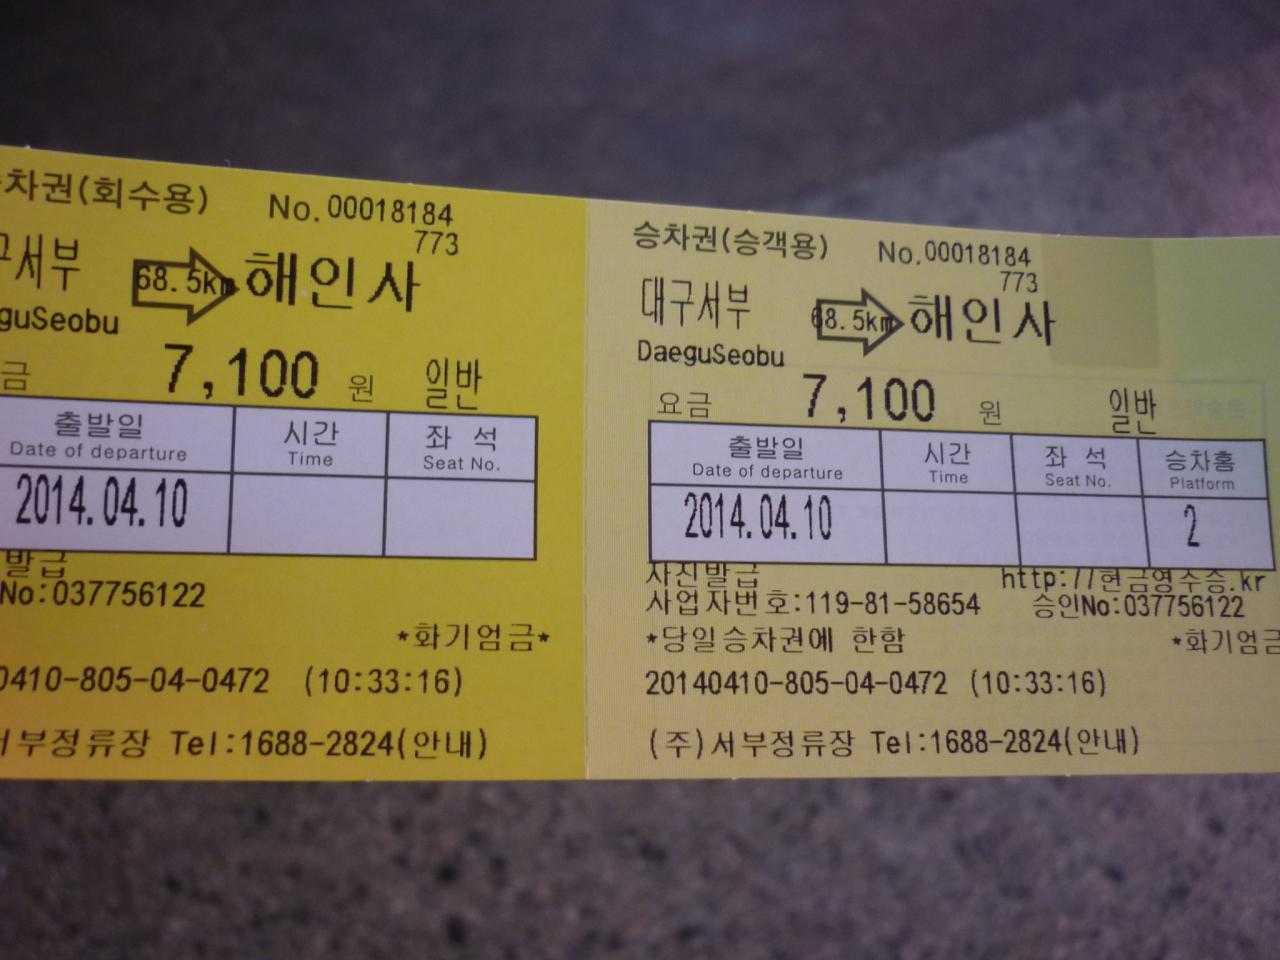 차권(회수용) No.00018184
773
구서부 68.5km 해인사
guSeobu
금 7,100 원 일반
출발일 시간 좌 석
Date of departure Time Seat No.
2014.04.10
발급
No:037756122
*화기엄금*
0410-805-04-0472 (10:33:16)
서부정류장 Tel:1688-2824(안내)
승차권(승객용) No.00018184
773
대구서부 68.5km 해인사
DaeguSeobu
요금 7,100 원 일반
출발일 시간 좌 석 승차홈
Date of departure Time Seat No. Platform
2014.04.10 2
자진발급 http://현금영수증.kr
사업자번호:119-81-58654 승인No:037756122
*당일승차권에 한함 *화기엄금
20140410-805-04-0472 (10:33:16)
(주)서부정류장 Tel:1688-2824(안내)